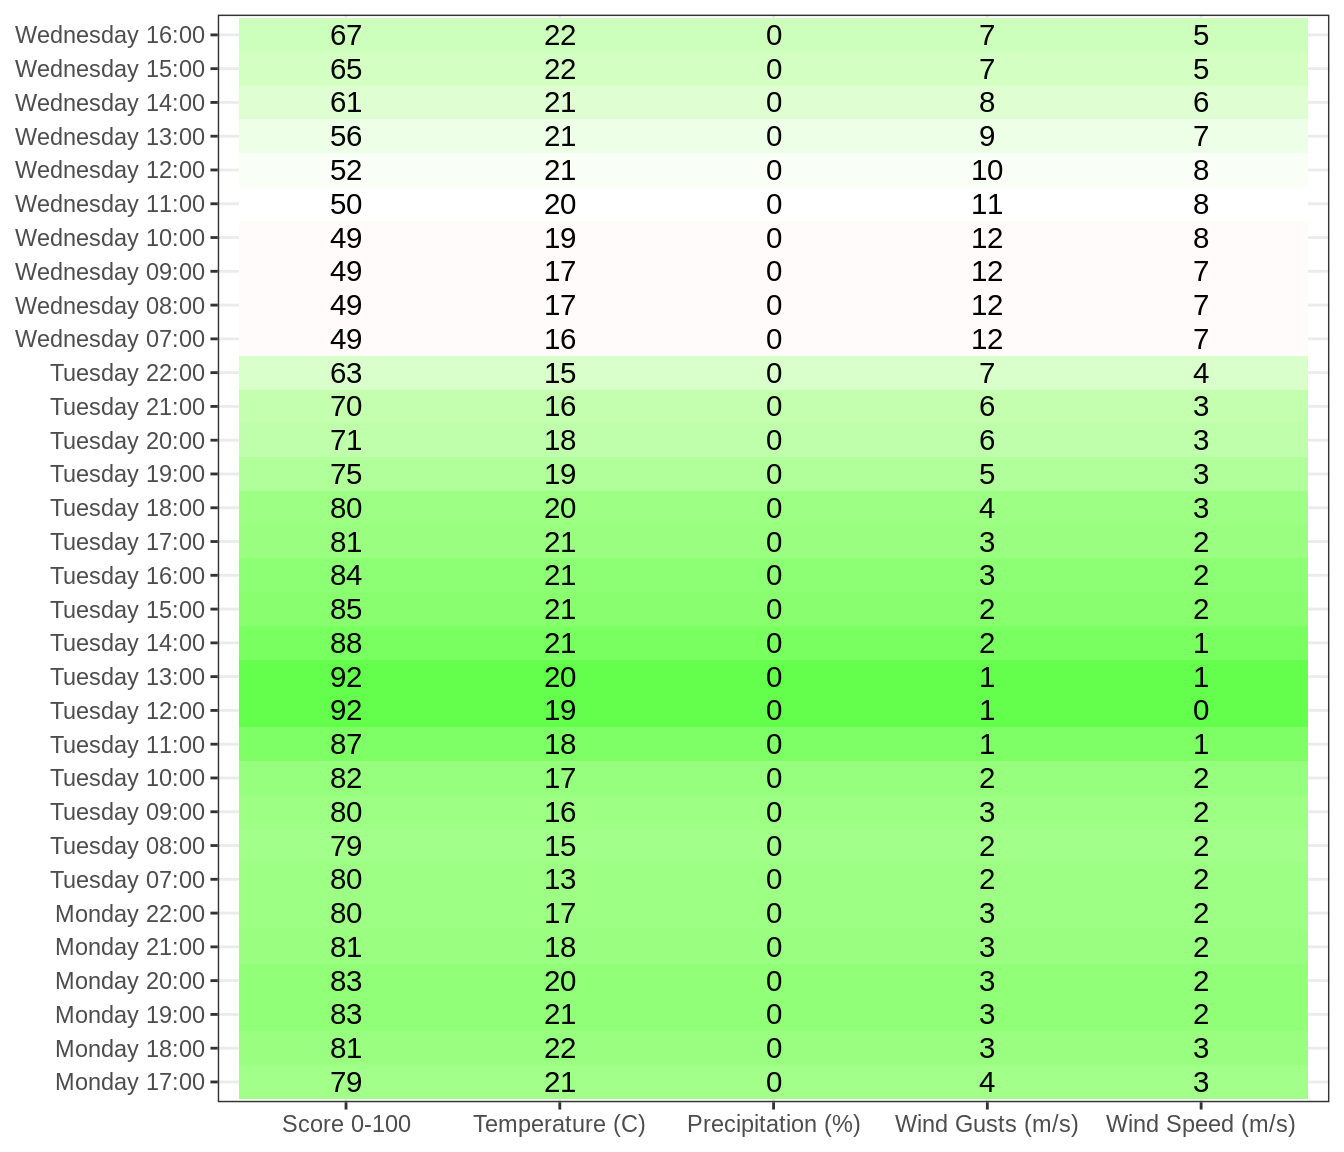 Wednesday 16:00 67 22 0 7 5
Wednesday 15:00 65 22 0 7 5
Wednesday 14:00 61 21 0 8 6
Wednesday 13:00 56 21 0 9 7
Wednesday 12:00 52 21 0 10 8
Wednesday 11:00 50 20 0 11 8
Wednesday 10:00 49 19 0 12 8
Wednesday 09:00 49 17 0 12 7
Wednesday 08:00 49 17 0 12 7
Wednesday 07:00 49 16 0 12 7
Tuesday 22:00 63 15 0 7 4
Tuesday 21:00 70 16 0 6 3
Tuesday 20:00 71 18 0 6 3
Tuesday 19:00 75 19 0 5 3
Tuesday 18:00 80 20 0 4 3
Tuesday 17:00 81 21 0 3 2
Tuesday 16:00 84 21 0 3 2
Tuesday 15:00 85 21 0 2 2
Tuesday 14:00 88 21 0 2 1
Tuesday 13:00 92 20 0 1 1
Tuesday 12:00 92 19 0 1 0
Tuesday 11:00 87 18 0 1 1
Tuesday 10:00 82 17 0 2 2
Tuesday 09:00 80 16 0 3 2
Tuesday 08:00 79 15 0 2 2
Tuesday 07:00 80 13 0 2 2
Monday 22:00 80 17 0 3 2
Monday 21:00 81 18 0 3 2
Monday 20:00 83 20 0 3 2
Monday 19:00 83 21 0 3 2
Monday 18:00 81 22 0 3 3
Monday 17:00 79 21 0 4 3
Score 0-100 Temperature (C) Precipitation (%) Wind Gusts (m/s) Wind Speed (m/s)